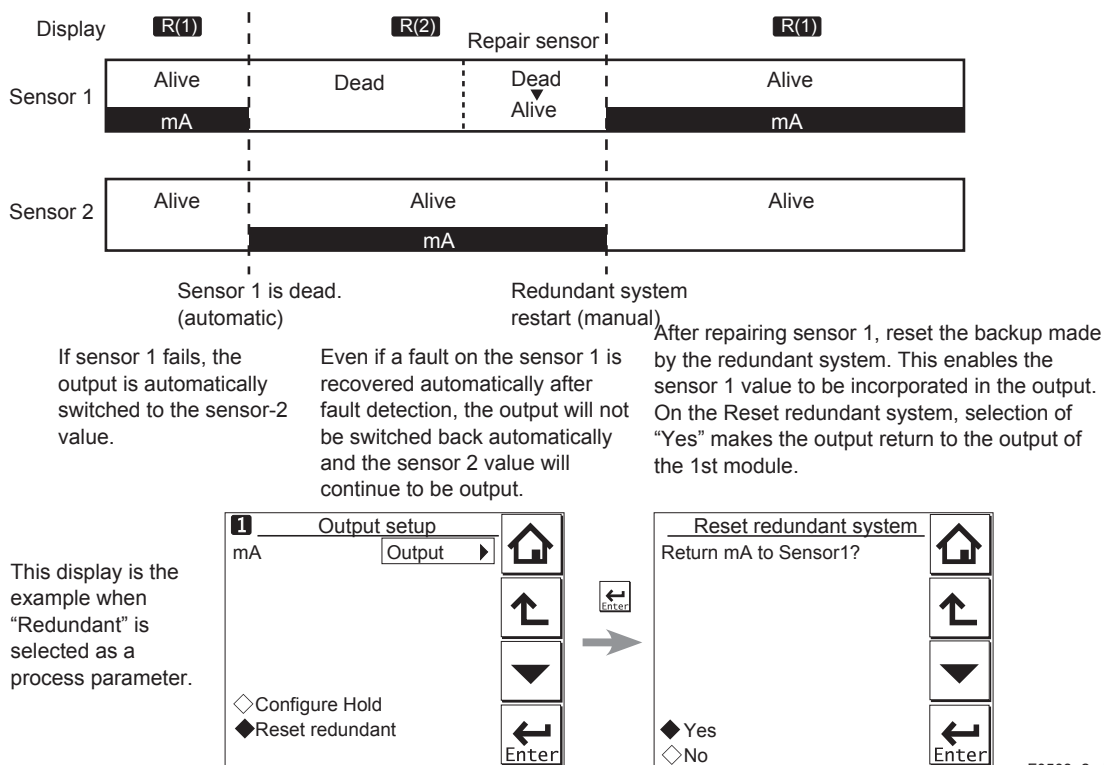 Display R(1) R(2) Repair sensor R(1)
Sensor 1 Alive Dead Dead Alive
Alive
mA mA
Sensor 2 Alive Alive Alive
mA
Sensor 1 is dead.
(automatic)
Redundant system
restart (manual)
If sensor 1 fails, the
output is automatically
switched to the sensor-2
value.
Even if a fault on the sensor 1 is
recovered automatically after
fault detection, the output will not
be switched back automatically
and the sensor 2 value will
continue to be output.
After repairing sensor 1, reset the backup made
by the redundant system. This enables the
sensor 1 value to be incorporated in the output.
On the Reset redundant system, selection of
“Yes” makes the output return to the output of
the 1st module.
This display is the
example when
“Redundant” is
selected as a
process parameter.
1 Output setup
mA Output
Configure Hold
Reset redundant
Enter
Enter
Reset redundant system
Return mA to Sensor1?
Yes
No
Enter